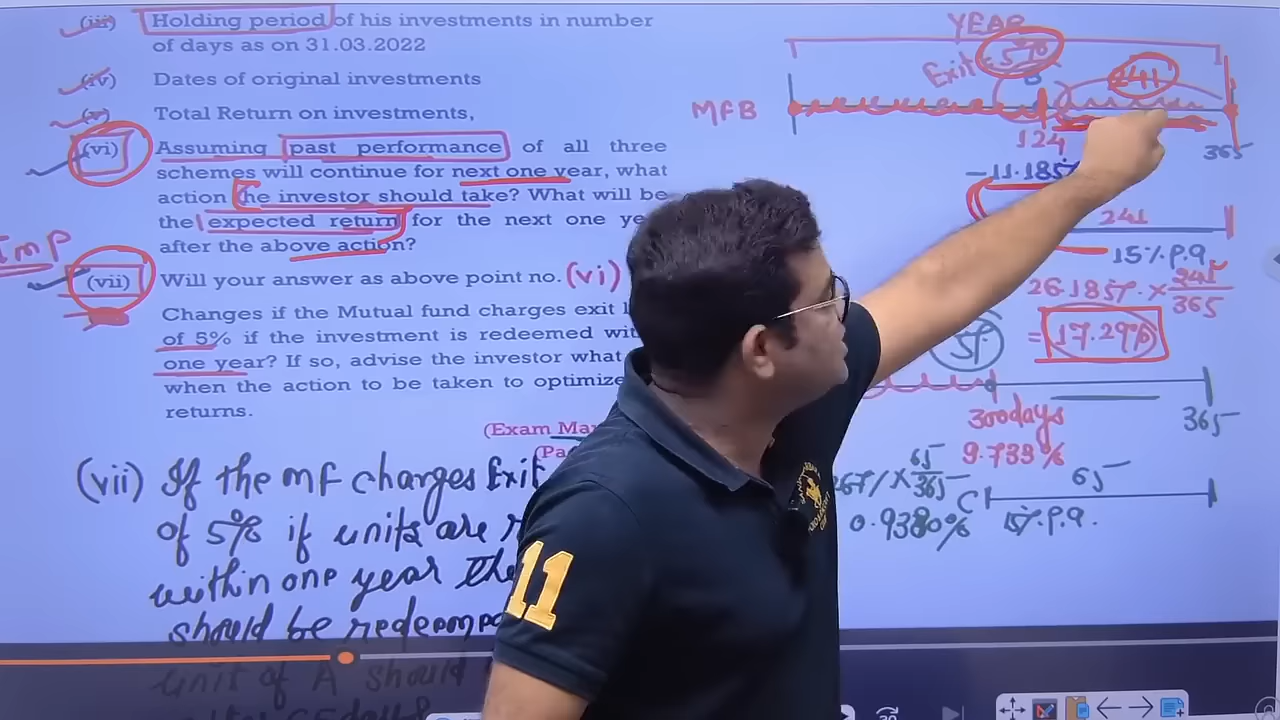 (iii) Holding period of his investments in number
of days as on 31.03.2022
(iv) Dates of original investments
(v) Total Return on investments,
(vi) Assuming past performance of all three
schemes will continue for next one year, what
action the investor should take? What will be
the expected return for the next one
after the above action?
IMP
(vii) Will your answer as above point no. (vi)
Changes if the Mutual fund charges exit
of 5% if the investment is redeemed
one year? If so, advise the investor what
when the action to be taken to optimize
returns.
(Exam
(vii) If the MF charges Exit
of 5% if units are
within one year
should be
unit of A should
YEAR
Exit 5%
241
MFB
124
365
-11.185%
241
15% p.a
26.185% × 241/365
= 17.29%
5%
300days
365
9.733%
65/365
65
C
0.9380%
15% p.a.
11